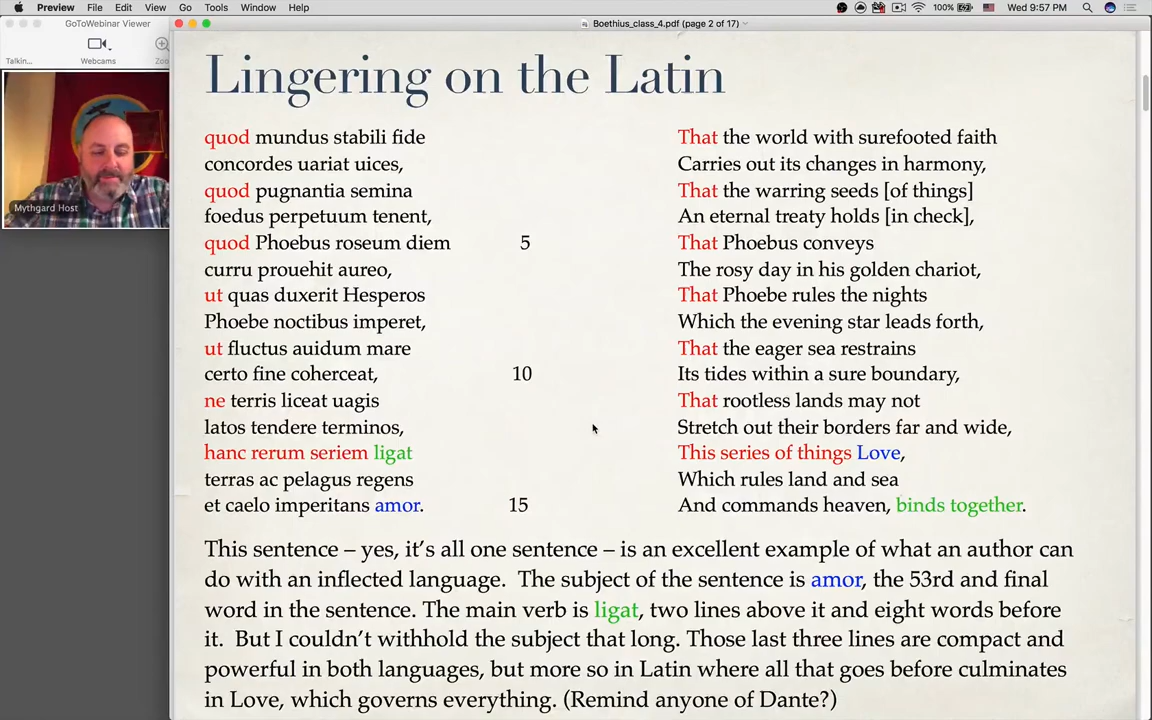 Preview File Edit View Go Tools Window Help 100% Wed 9:57 PM
GoToWebinar Viewer
Boethius_class_4.pdf (page 2 of 17)
Talkin... Webcams Zoo
Mythgard Host
Lingering on the Latin
quod mundus stabili fide
concordes uariat uices,
quod pugnantia semina
foedus perpetuum tenent,
quod Phoebus roseum diem 5
curru prouehit aureo,
ut quas duxerit Hesperos
Phoebe noctibus imperet,
ut fluctus auidum mare
certo fine coherceat, 10
ne terris liceat uagis
latos tendere terminos,
hanc rerum seriem ligat
terras ac pelagus regens
et caelo imperitans amor. 15
That the world with surefooted faith
Carries out its changes in harmony,
That the warring seeds [of things]
An eternal treaty holds [in check],
That Phoebus conveys
The rosy day in his golden chariot,
That Phoebe rules the nights
Which the evening star leads forth,
That the eager sea restrains
Its tides within a sure boundary,
That rootless lands may not
Stretch out their borders far and wide,
This series of things Love,
Which rules land and sea
And commands heaven, binds together.
This sentence – yes, it's all one sentence – is an excellent example of what an author can
do with an inflected language. The subject of the sentence is amor, the 53rd and final
word in the sentence. The main verb is ligat, two lines above it and eight words before
it. But I couldn't withhold the subject that long. Those last three lines are compact and
powerful in both languages, but more so in Latin where all that goes before culminates
in Love, which governs everything. (Remind anyone of Dante?)